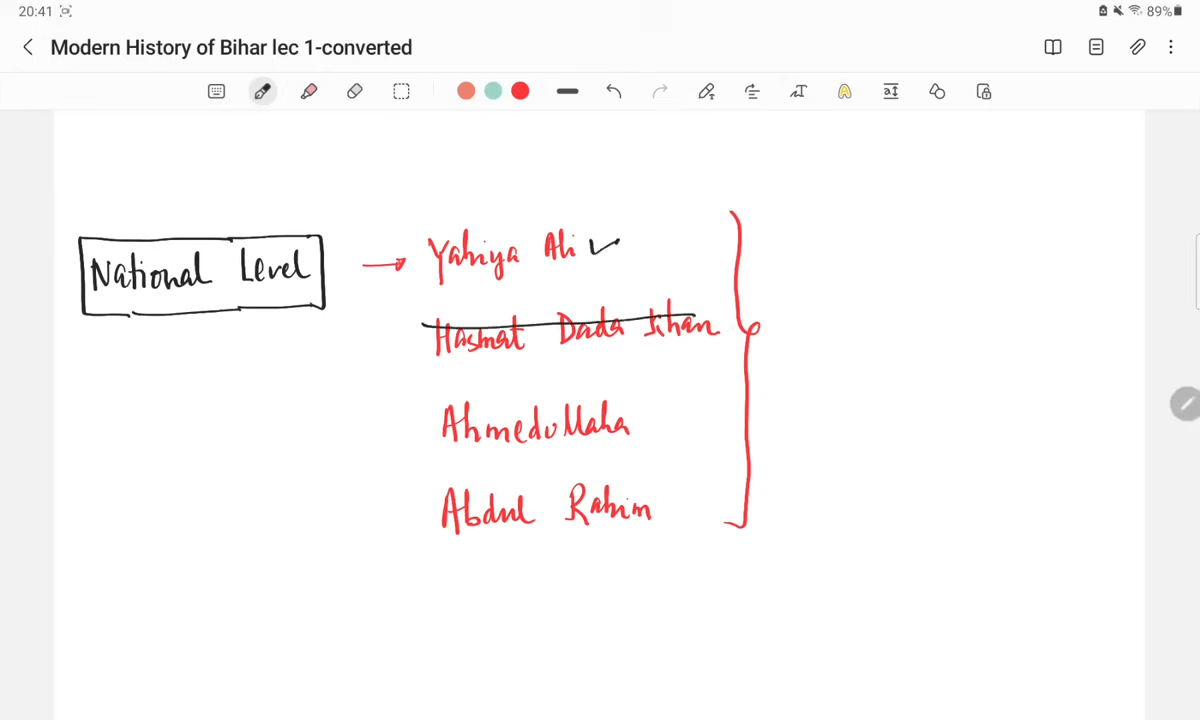 20:41
89%
Modern History of Bihar lec 1-converted
National Level
Yahiya Ali
Hasmat Dada Khan
Ahmedullaha
Abdul Rahim